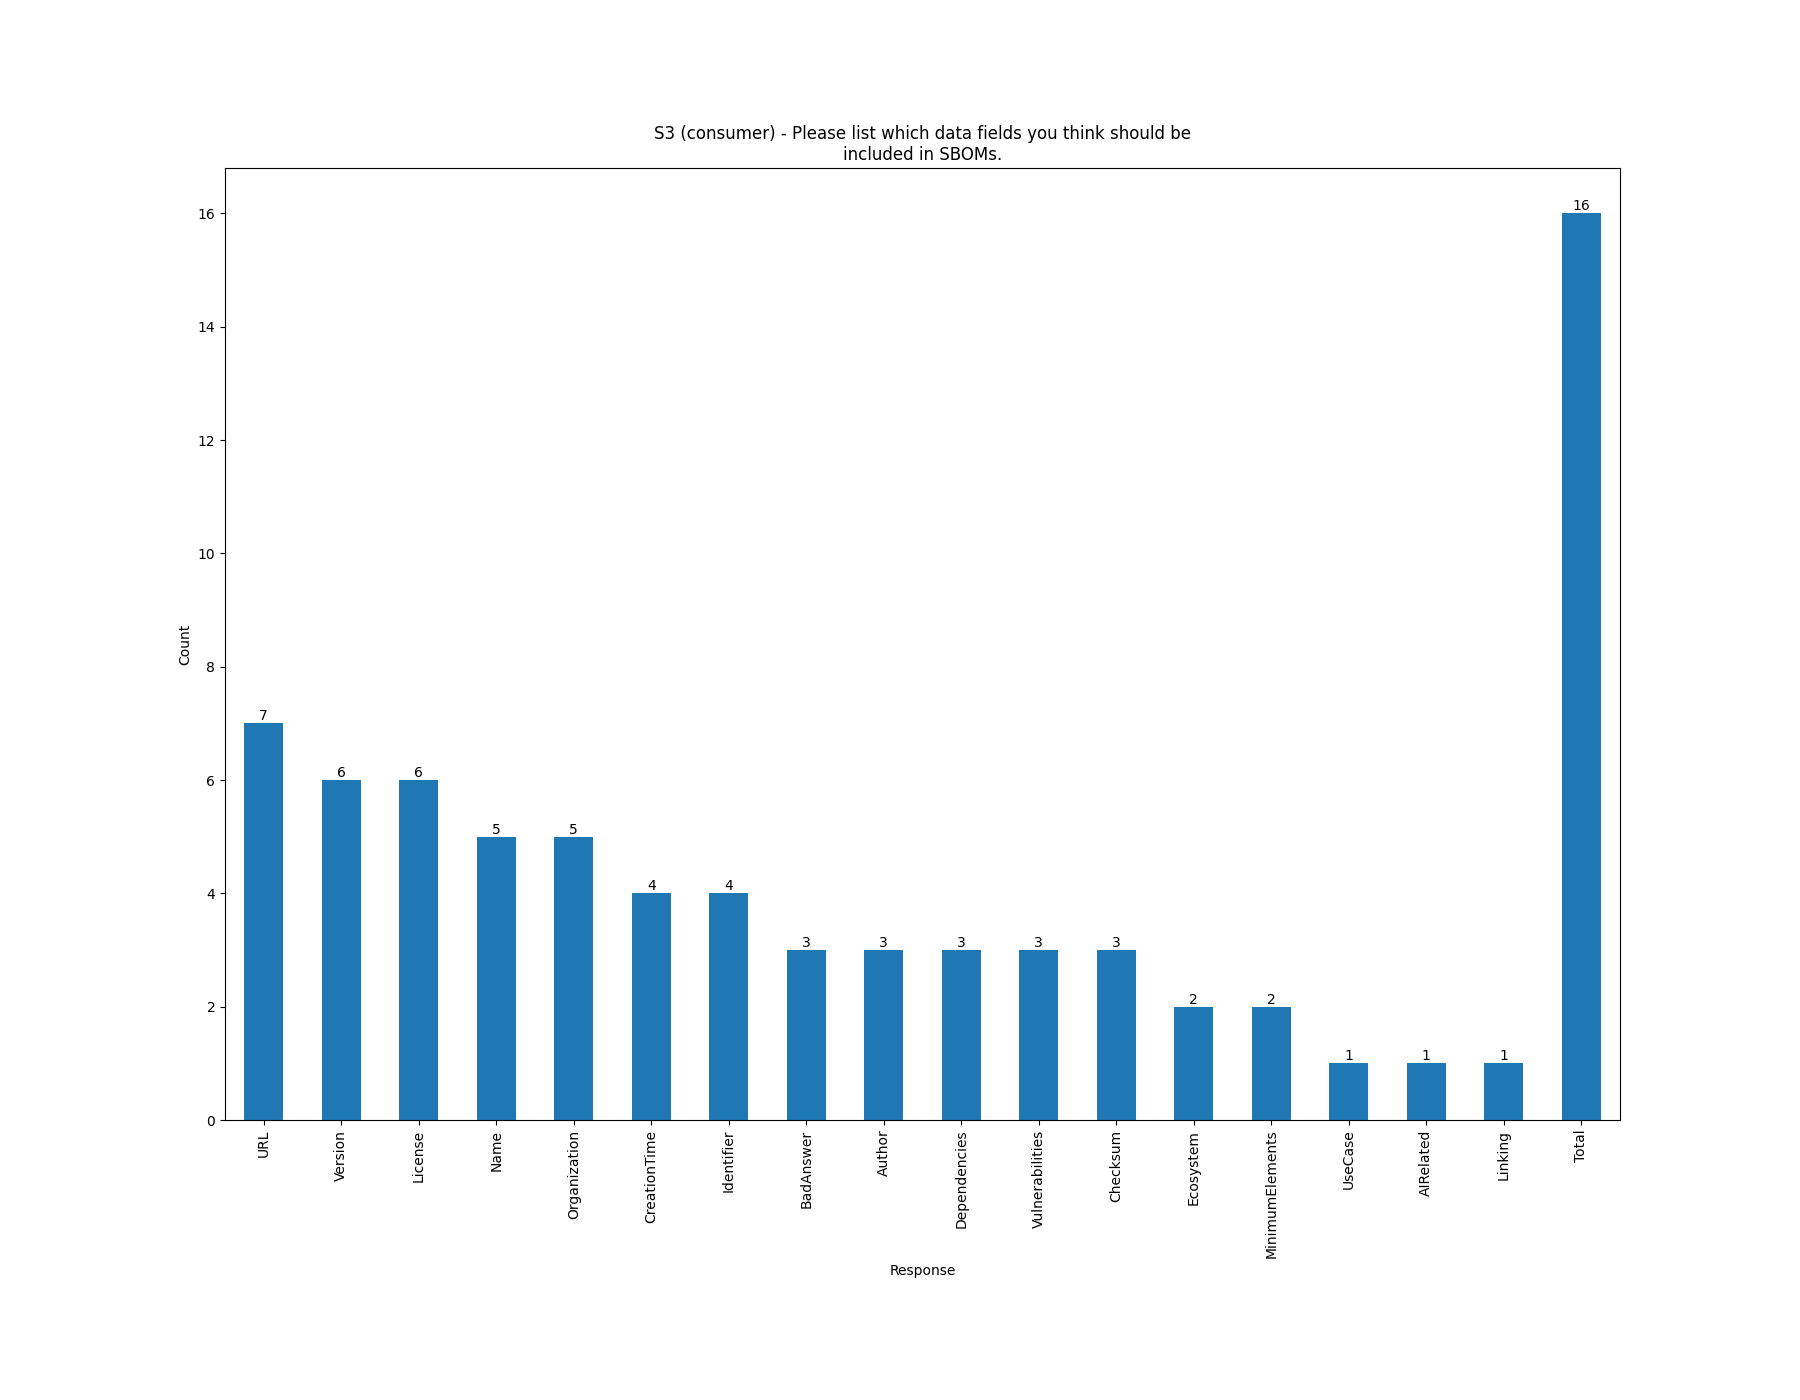 S3 (consumer) - Please list which data fields you think should be
included in SBOMs.
16
14
12
10
8
6
4
2
0
Count
7
6
6
5
5
4
4
3
3
3
3
3
2
2
1
1
1
16
URL
Version
License
Name
Organization
CreationTime
Identifier
BadAnswer
Author
Dependencies
Vulnerabilities
Checksum
Ecosystem
MinimumElements
UseCase
AIRelated
Linking
Total
Response